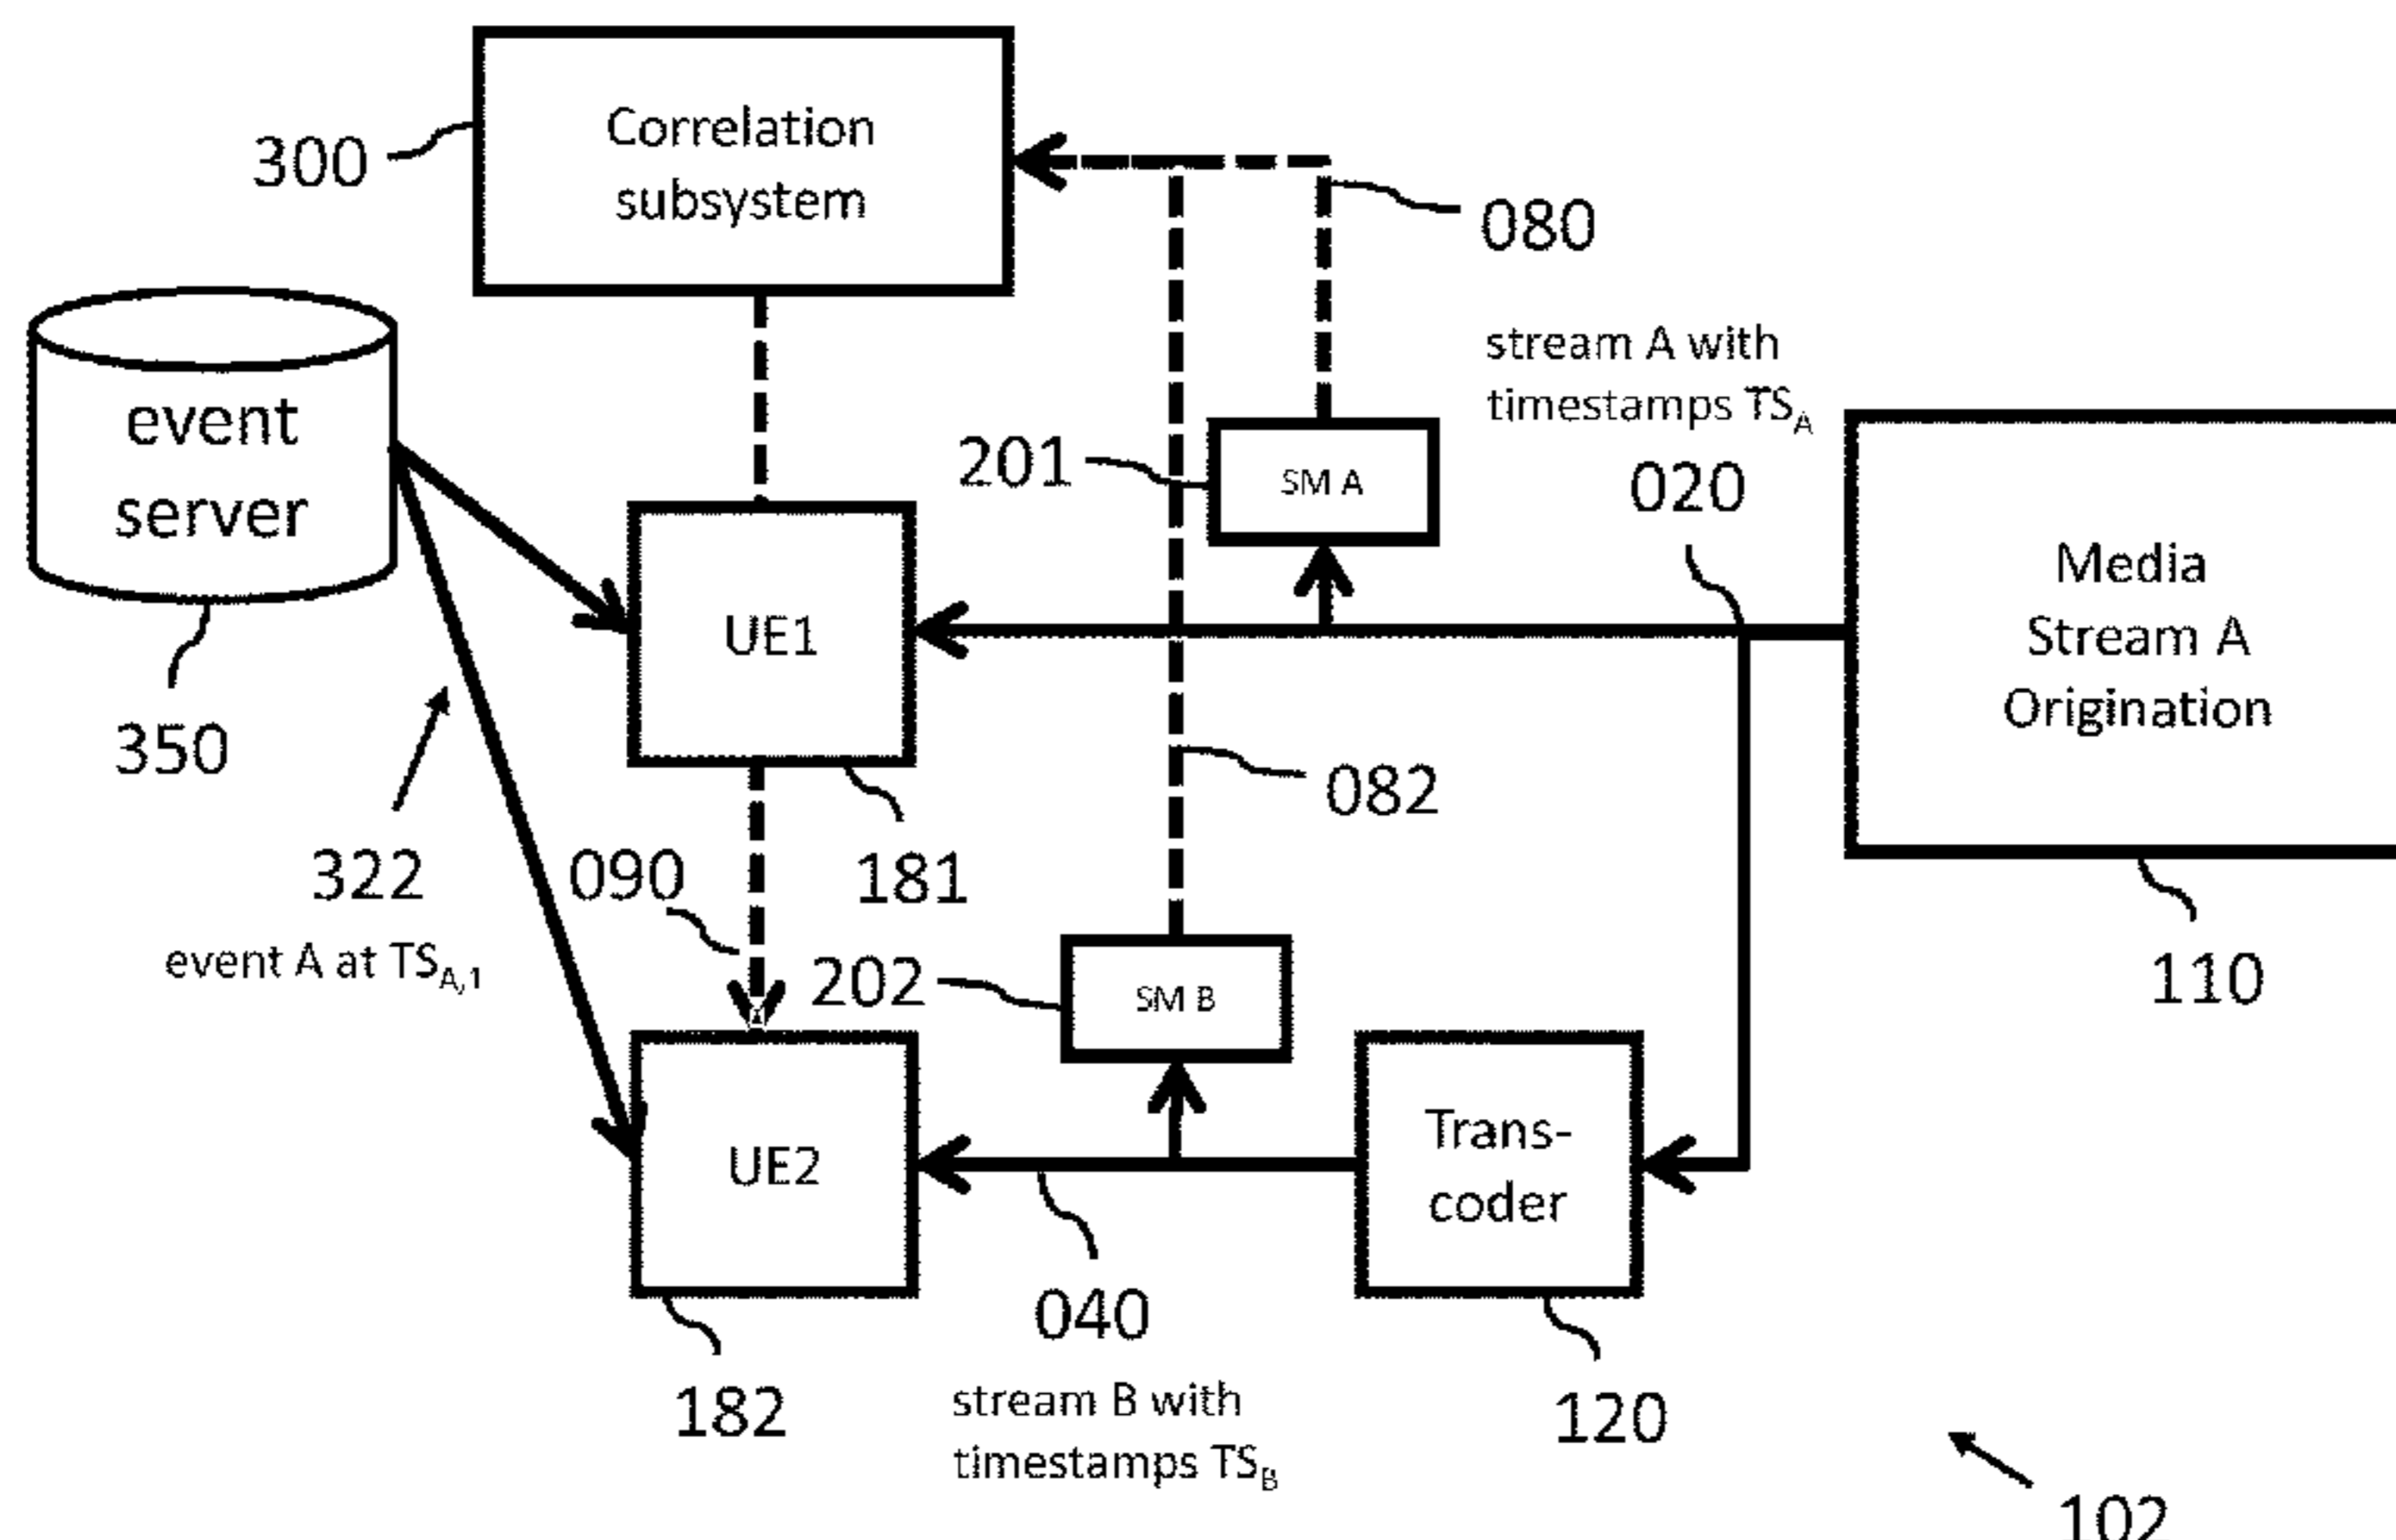 Correlation
subsystem
300
080
stream A with
timestamps TSA
event
server
201
SM A
020
Media
Stream A
Origination
UE1
350
082
322
090
181
event A at TSA,1
202
SM B
110
UE2
Trans-
coder
040
182
stream B with
timestamps TSB
120
102